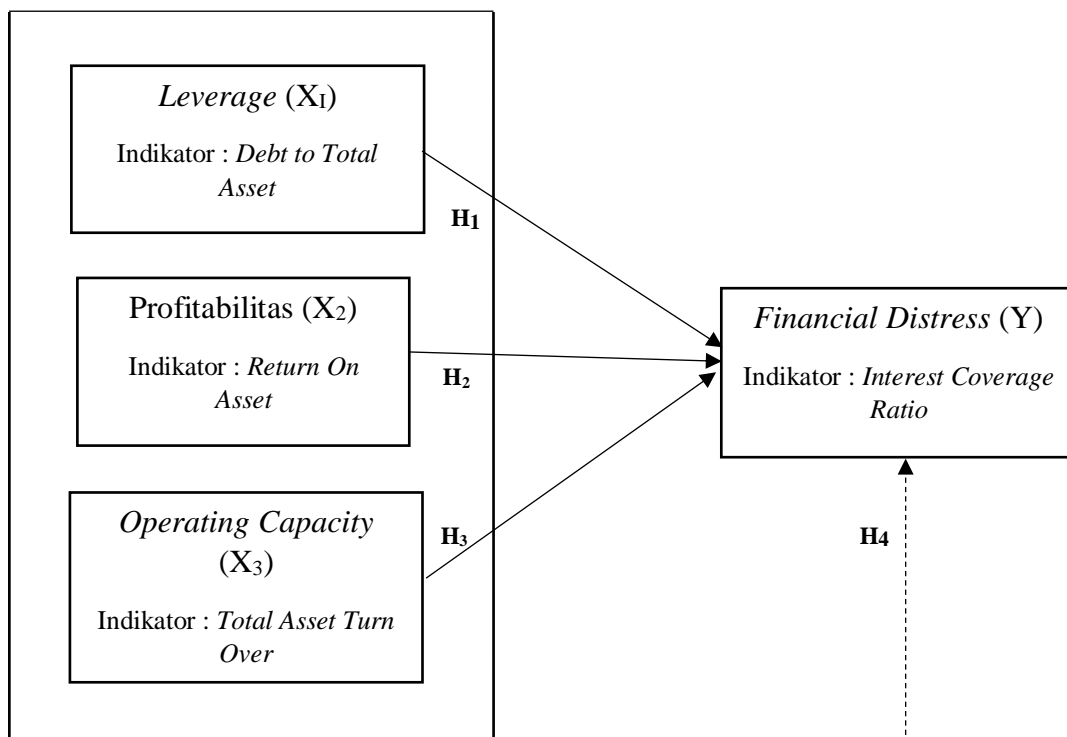 Leverage (XI)
Indikator : Debt to Total
Asset
H1
Profitabilitas (X2)
Indikator : Return On
Asset
H2
Operating Capacity
(X3)
Indikator : Total Asset Turn
Over
H3
Financial Distress (Y)
Indikator : Interest Coverage
Ratio
H4